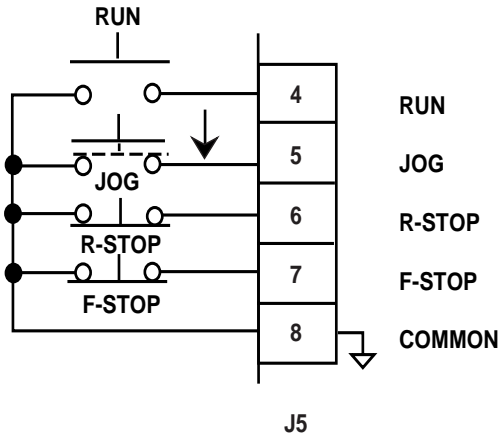 RUN
4 RUN
5 JOG
JOG
6 R-STOP
R-STOP
7 F-STOP
F-STOP
8 COMMON
J5